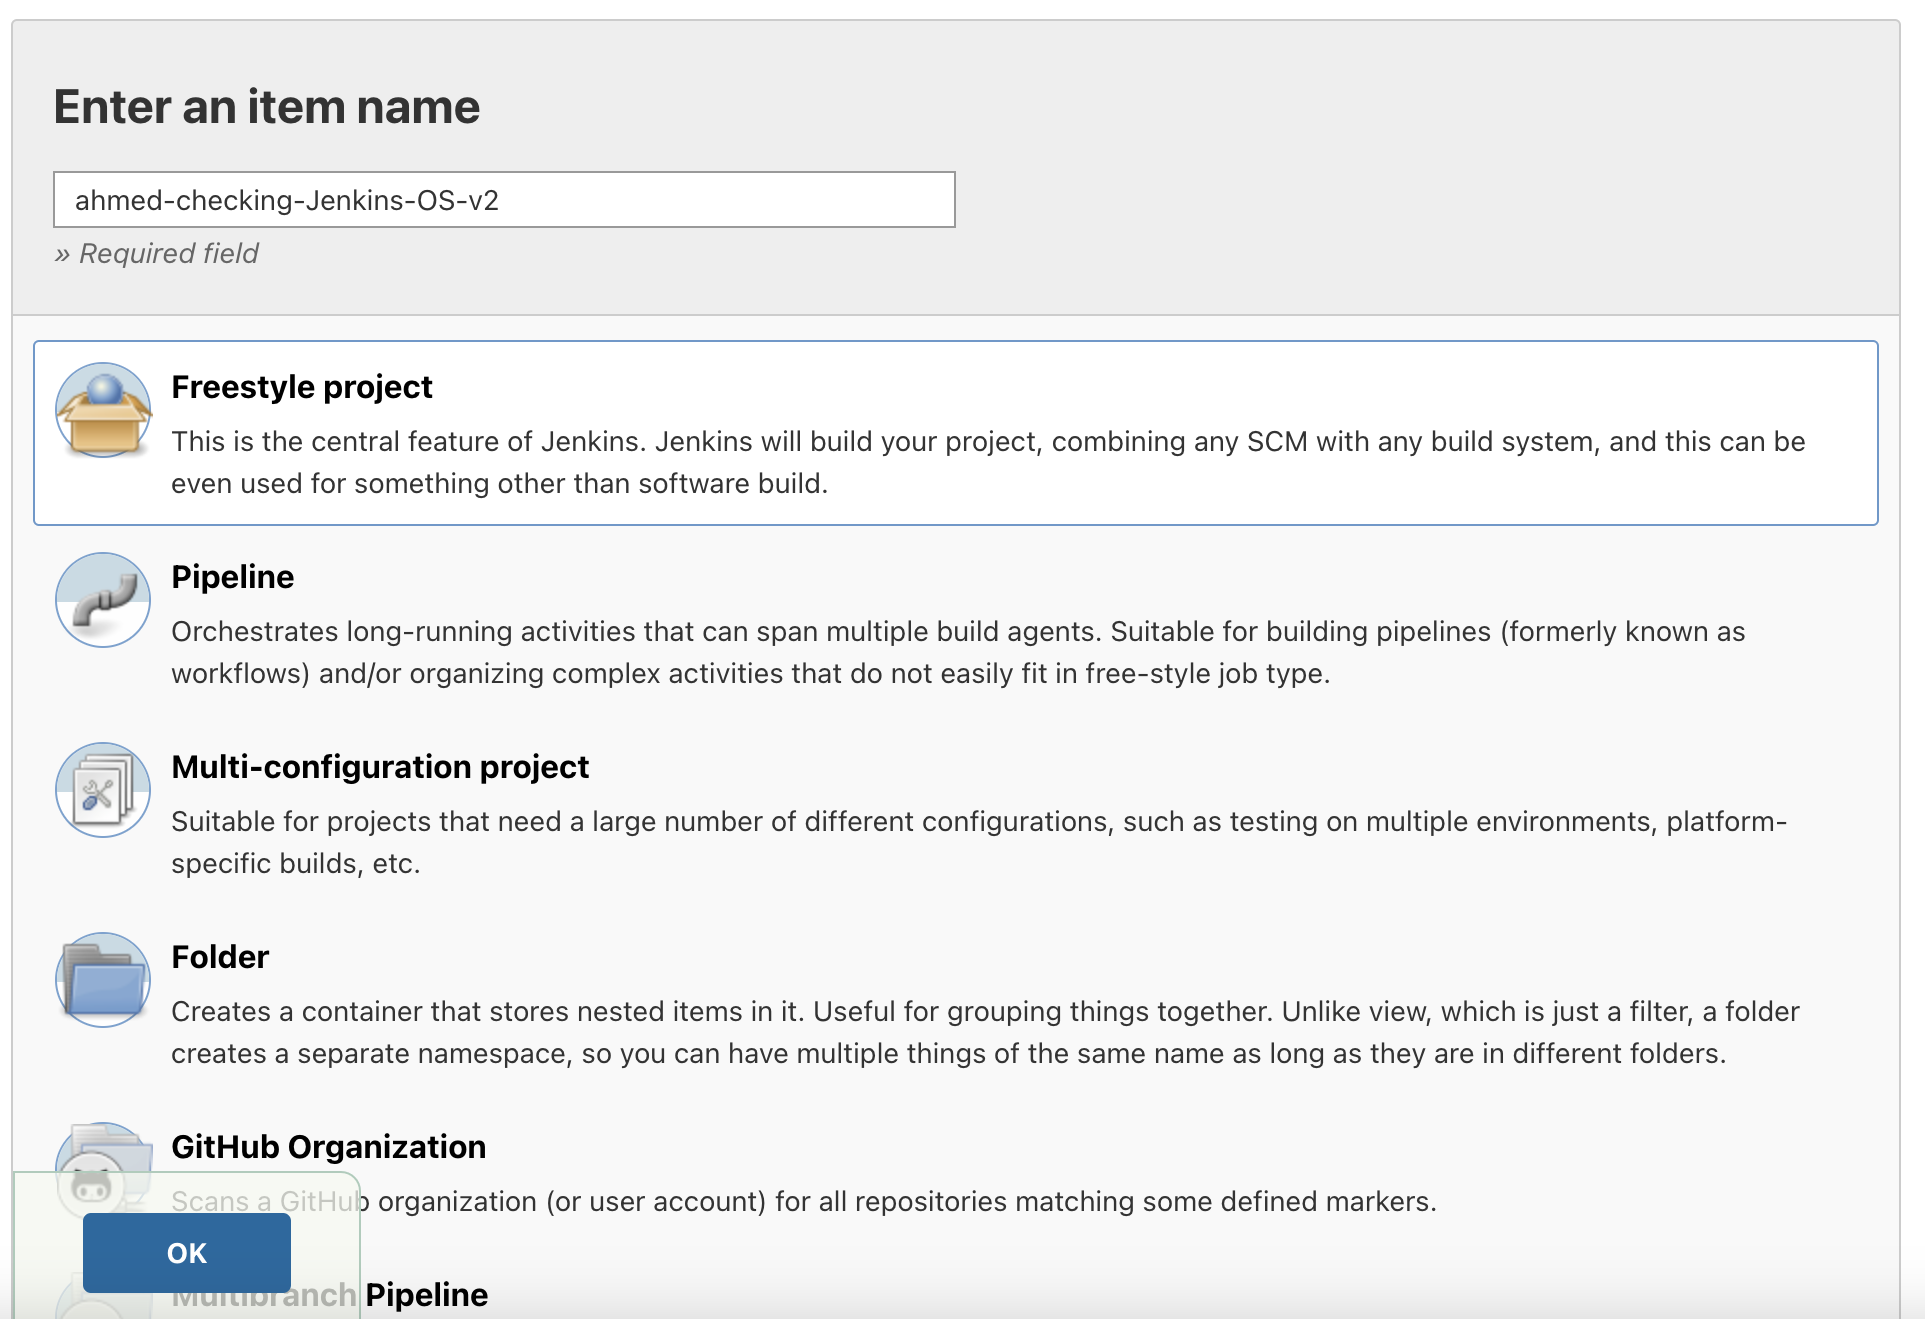 Enter an item name
ahmed-checking-Jenkins-OS-v2
» Required field
Freestyle project
This is the central feature of Jenkins. Jenkins will build your project, combining any SCM with any build system, and this can be
even used for something other than software build.
Pipeline
Orchestrates long-running activities that can span multiple build agents. Suitable for building pipelines (formerly known as
workflows) and/or organizing complex activities that do not easily fit in free-style job type.
Multi-configuration project
Suitable for projects that need a large number of different configurations, such as testing on multiple environments, platform-
specific builds, etc.
Folder
Creates a container that stores nested items in it. Useful for grouping things together. Unlike view, which is just a filter, a folder
creates a separate namespace, so you can have multiple things of the same name as long as they are in different folders.
GitHub Organization
Scans a GitHub organization (or user account) for all repositories matching some defined markers.
OK
Multibranch Pipeline